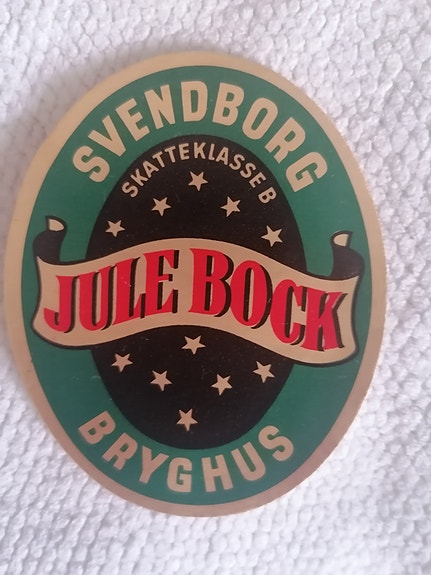 SVENDBORG
SKATTEKLASSE B
JULE BOCK
BRYGHUS